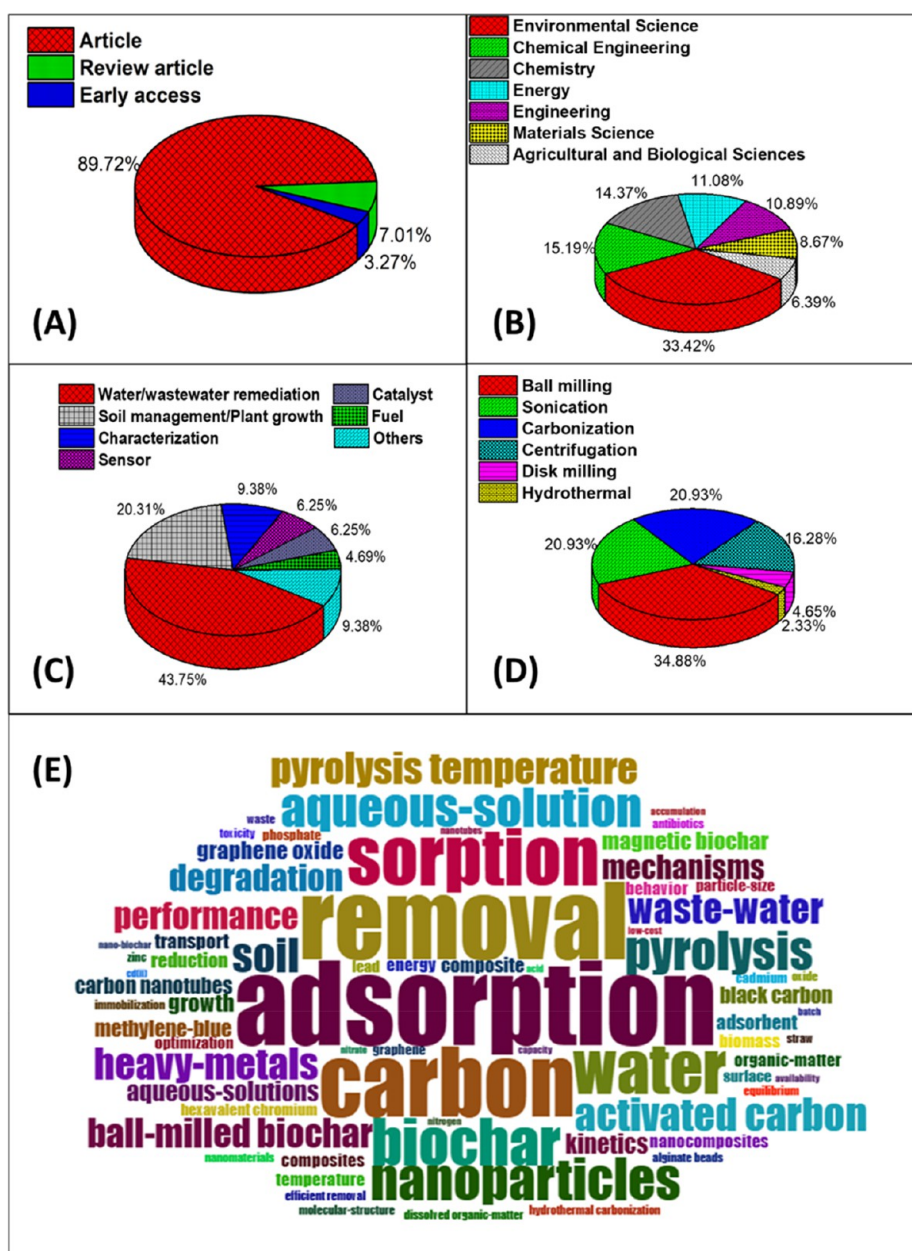 Article
Review article
Early access
89.72%
7.01%
3.27%
(A)
Environmental Science
Chemical Engineering
Chemistry
Energy
Engineering
Materials Science
Agricultural and Biological Sciences
11.08%
14.37%
10.89%
15.19%
8.67%
6.39%
33.42%
(B)
Water/wastewater remediation
Soil management/Plant growth
Characterization
Sensor
Catalyst
Fuel
Others
9.38%
20.31%
6.25%
6.25%
4.69%
9.38%
43.75%
(C)
Ball milling
Sonication
Carbonization
Centrifugation
Disk milling
Hydrothermal
20.93%
16.28%
20.93%
4.65%
2.33%
34.88%
(D)
(E)
pyrolysis temperature
aqueous-solution
waste
accumulation
toxicity
phosphate
nanotubes
antibiotics
graphene oxide
sorption
magnetic biochar
degradation
mechanisms
behavior
particle-size
performance
removal
waste-water
low-cost
nano-biochar
transport
soil
pyrolysis
zinc
reduction
lead
energy
composite
acid
cd(ii)
cadmium
oxide
carbon nanotubes
adsorption
black carbon
immobilization
growth
batch
methylene-blue
adsorbent
optimization
biomass
straw
nitrate
graphene
capacity
heavy-metals
carbon
water
organic-matter
surface
availability
aqueous-solutions
equilibrium
hexavalent chromium
activated carbon
nitrogen
ball-milled biochar
biochar
kinetics
nanocomposites
nanomaterials
composites
alginate beads
temperature
nanoparticles
efficient removal
molecular-structure
dissolved organic-matter
hydrothermal carbonization